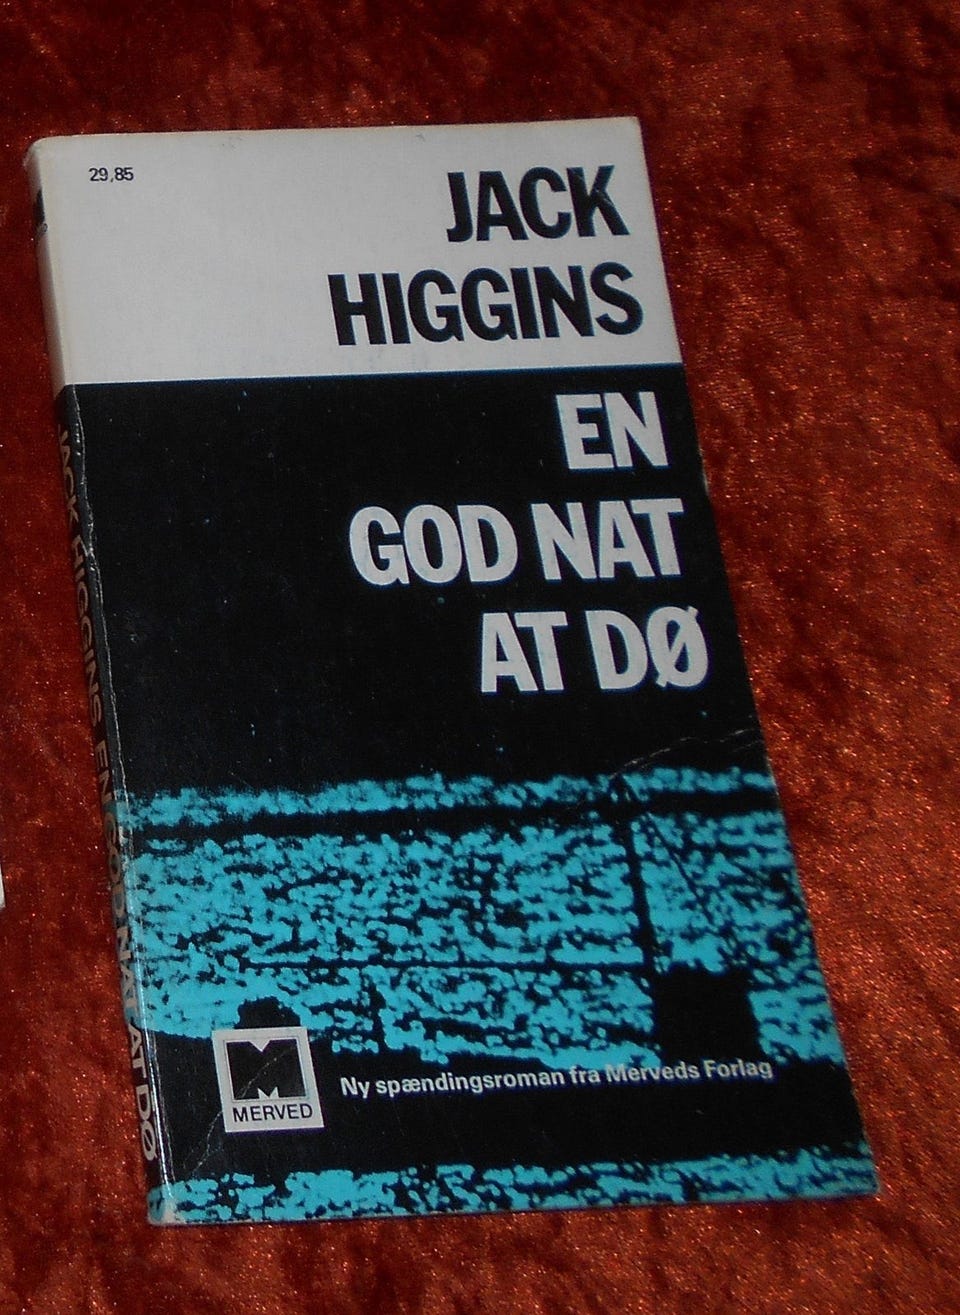 29,85
JACK
HIGGINS
EN
GOD NAT
AT DØ
MERVED
Ny spændingsroman fra Merveds Forlag
JACK HIGGINS EN GOD NAT AT DØ